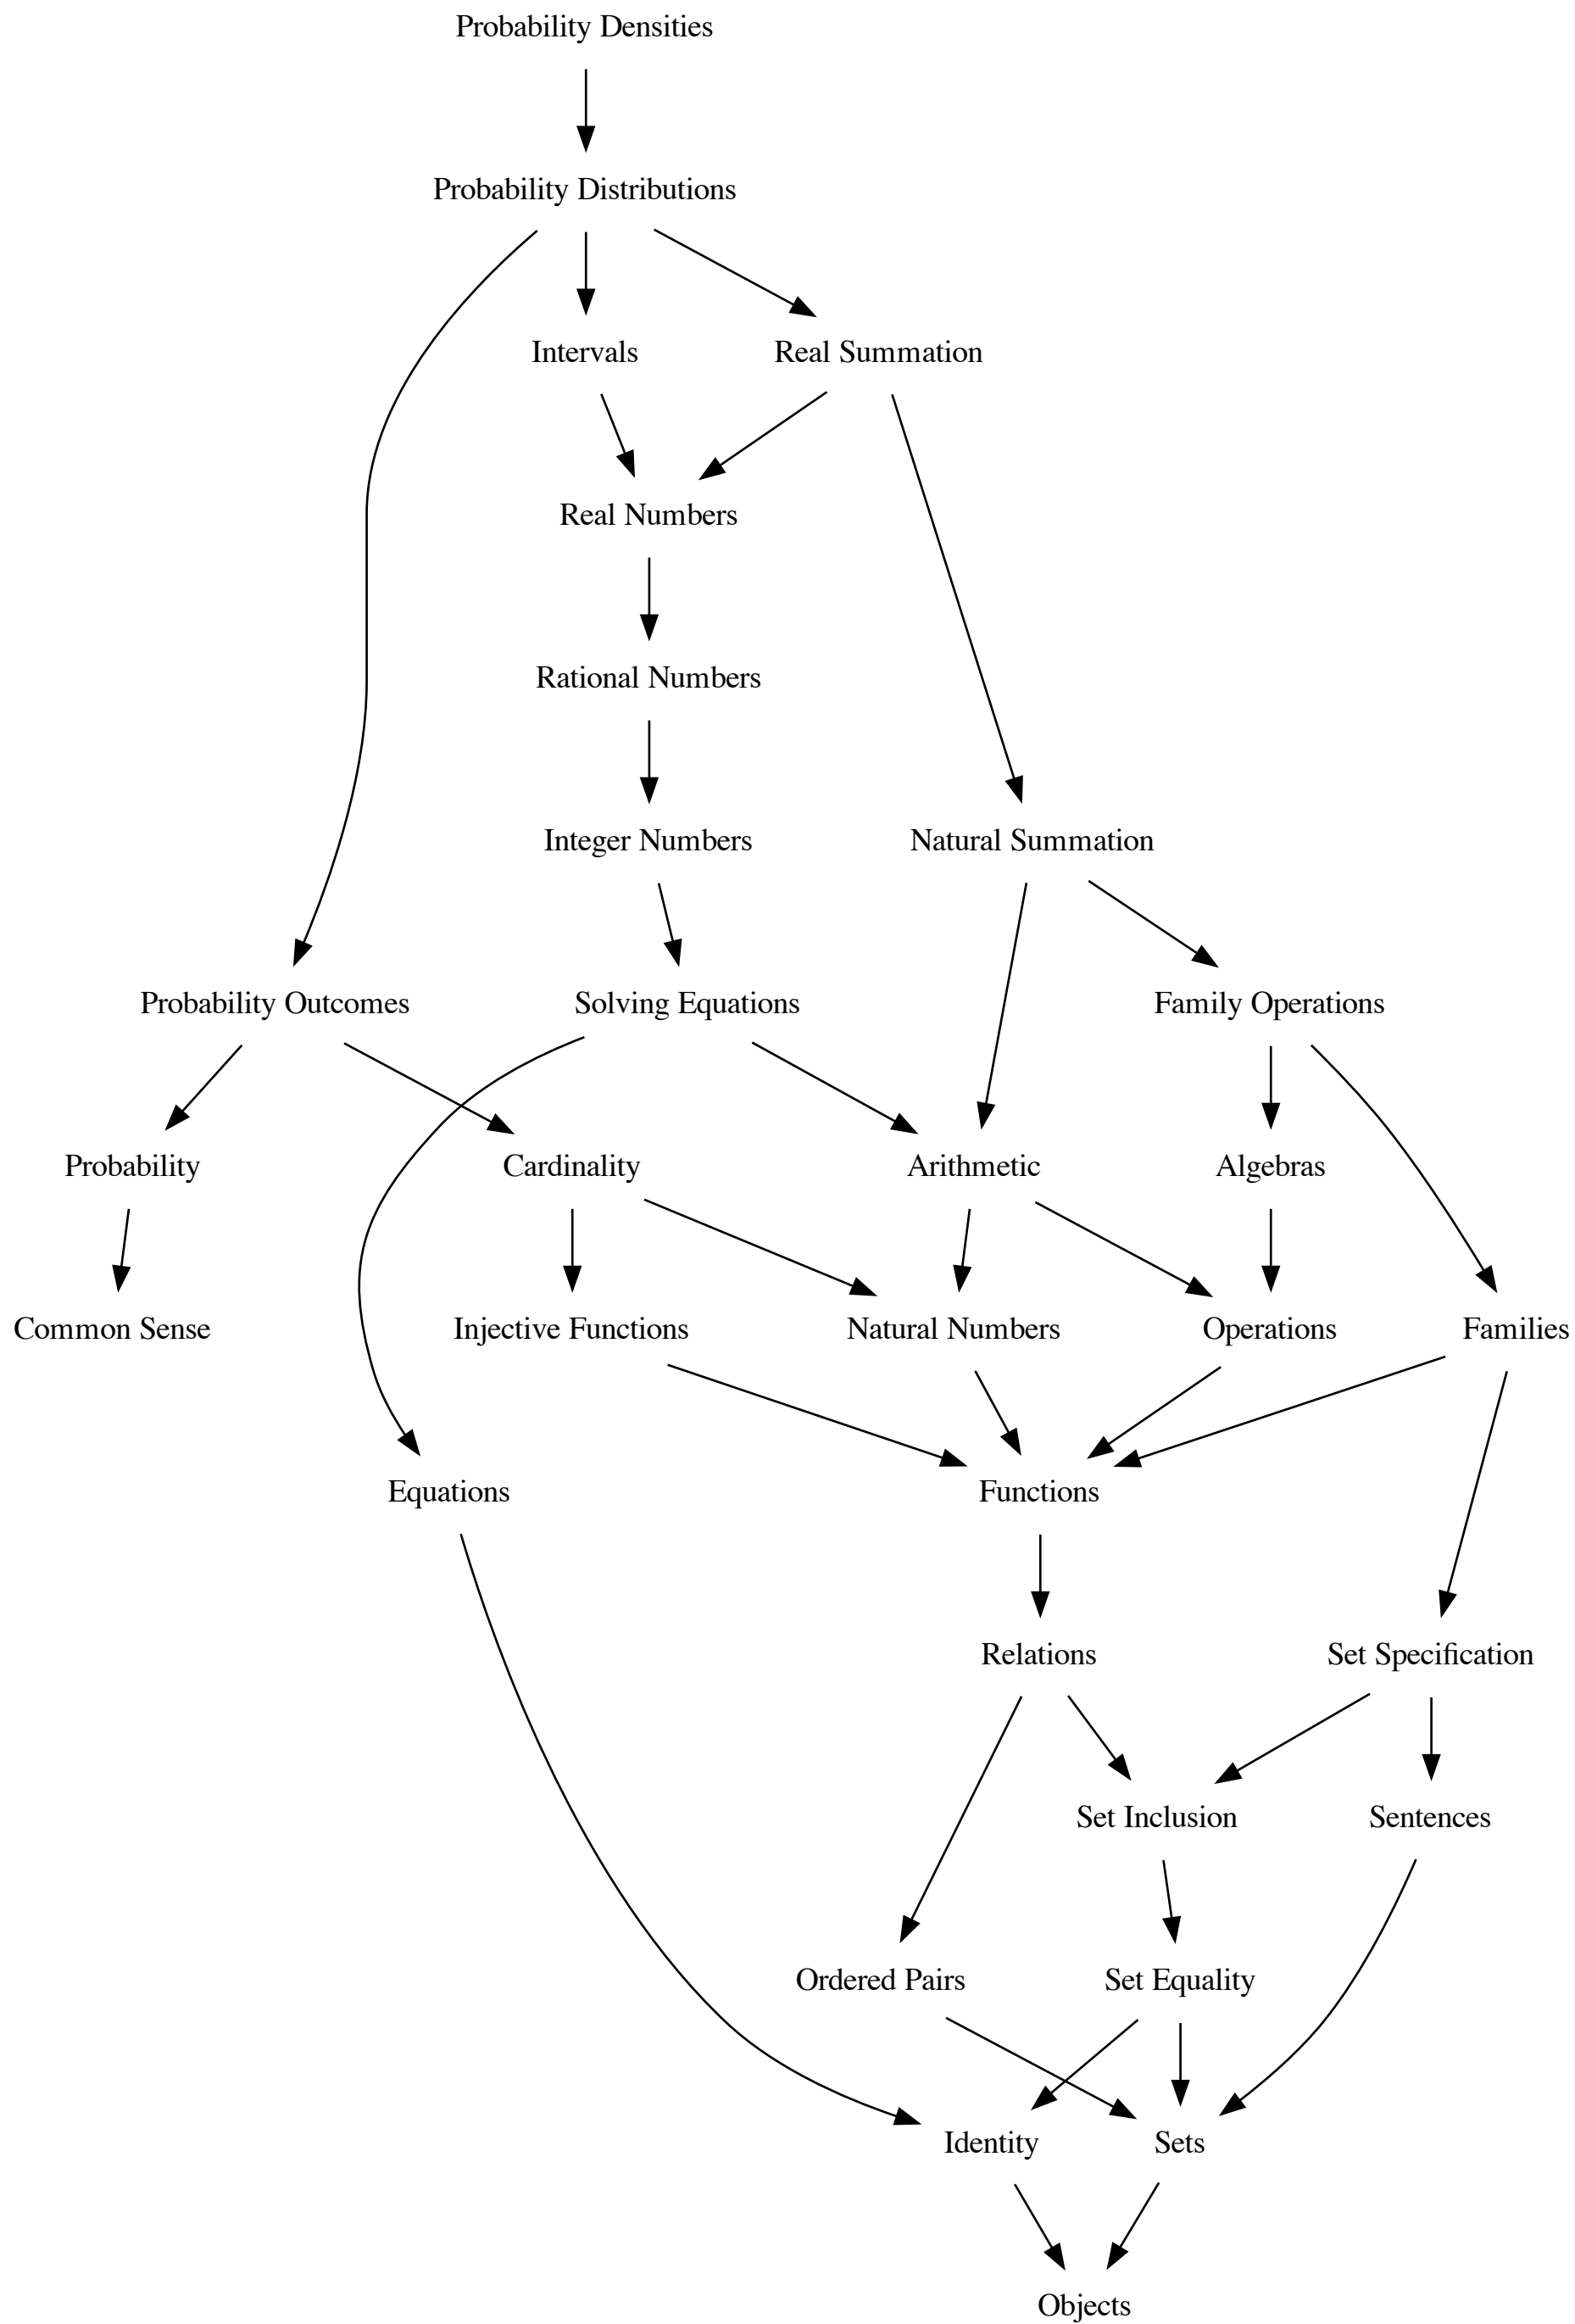 Probability Densities
Probability Distributions
Intervals
Real Summation
Real Numbers
Rational Numbers
Integer Numbers
Natural Summation
Probability Outcomes
Solving Equations
Family Operations
Probability
Cardinality
Arithmetic
Algebras
Common Sense
Injective Functions
Natural Numbers
Operations
Families
Equations
Functions
Relations
Set Specification
Set Inclusion
Sentences
Ordered Pairs
Set Equality
Identity
Sets
Objects